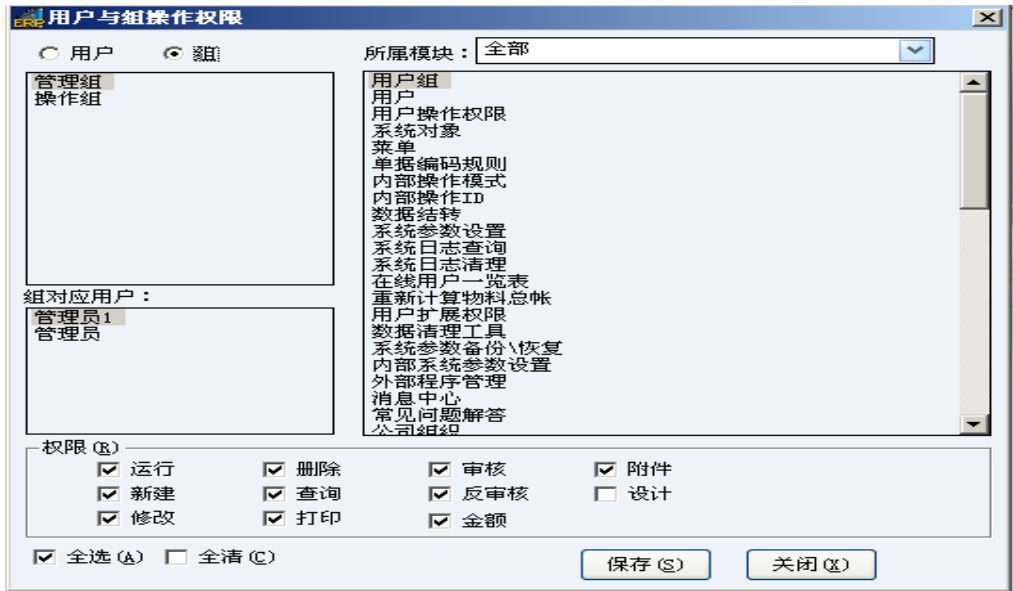 ERP 用户与组操作权限
用户 组 所属模块： 全部
管理组
操作组
用户组
用户
用户操作权限
系统对象
菜单
单据编码规则
内部操作模式
内部操作ID
数据结转
系统参数设置
系统日志查询
系统日志清理
在线用户一览表
重新计算物料总帐
用户扩展权限
数据清理工具
系统参数备份\恢复
内部系统参数设置
外部程序管理
消息中心
常见问题解答
公司组织
组对应用户：
管理员1
管理员
权限(R)
运行 删除 审核 附件
新建 查询 反审核 设计
修改 打印 金额
全选(A) 全清(C) 保存(S) 关闭(X)